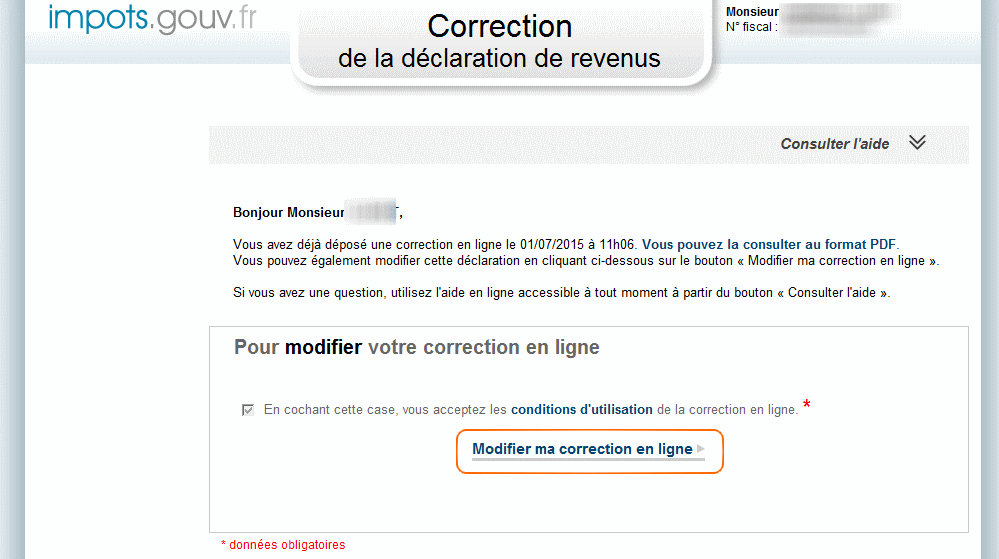 impots.gouv.fr
Correction
de la déclaration de revenus
Monsieur
N° fiscal :
Consulter l'aide
Bonjour Monsieur ,
Vous avez déjà déposé une correction en ligne le 01/07/2015 à 11h06. Vous pouvez la consulter au format PDF.
Vous pouvez également modifier cette déclaration en cliquant ci-dessous sur le bouton « Modifier ma correction en ligne ».
Si vous avez une question, utilisez l'aide en ligne accessible à tout moment à partir du bouton « Consulter l'aide ».
Pour modifier votre correction en ligne
En cochant cette case, vous acceptez les conditions d'utilisation de la correction en ligne. *
Modifier ma correction en ligne
* données obligatoires